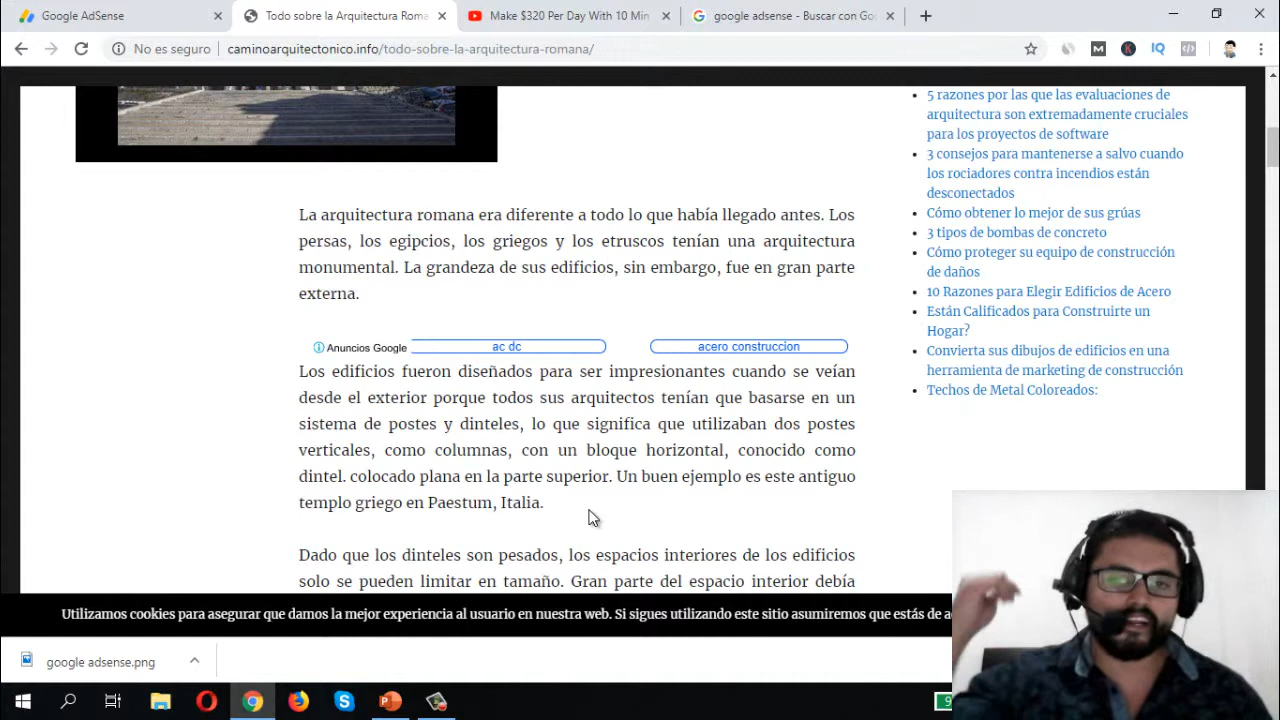 Google AdSense
Todo sobre la Arquitectura Roma
Make $320 Per Day With 10 Min
google adsense - Buscar con Goo
No es seguro
caminoarquitectonico.info/todo-sobre-la-arquitectura-romana/
La arquitectura romana era diferente a todo lo que había llegado antes. Los
persas, los egipcios, los griegos y los etruscos tenían una arquitectura
monumental. La grandeza de sus edificios, sin embargo, fue en gran parte
externa.
Anuncios Google
ac dc
acero construccion
Los edificios fueron diseñados para ser impresionantes cuando se veían
desde el exterior porque todos sus arquitectos tenían que basarse en un
sistema de postes y dinteles, lo que significa que utilizaban dos postes
verticales, como columnas, con un bloque horizontal, conocido como
dintel. colocado plana en la parte superior. Un buen ejemplo es este antiguo
templo griego en Paestum, Italia.
Dado que los dinteles son pesados, los espacios interiores de los edificios
solo se pueden limitar en tamaño. Gran parte del espacio interior debía
5 razones por las que las evaluaciones de
arquitectura son extremadamente cruciales
para los proyectos de software
3 consejos para mantenerse a salvo cuando
los rociadores contra incendios están
desconectados
Cómo obtener lo mejor de sus grúas
3 tipos de bombas de concreto
Cómo proteger su equipo de construcción
de daños
10 Razones para Elegir Edificios de Acero
Están Calificados para Construirte un
Hogar?
Convierta sus dibujos de edificios en una
herramienta de marketing de construcción
Techos de Metal Coloreados:
Utilizamos cookies para asegurar que damos la mejor experiencia al usuario en nuestra web. Si sigues utilizando este sitio asumiremos que estás de a
google adsense.png